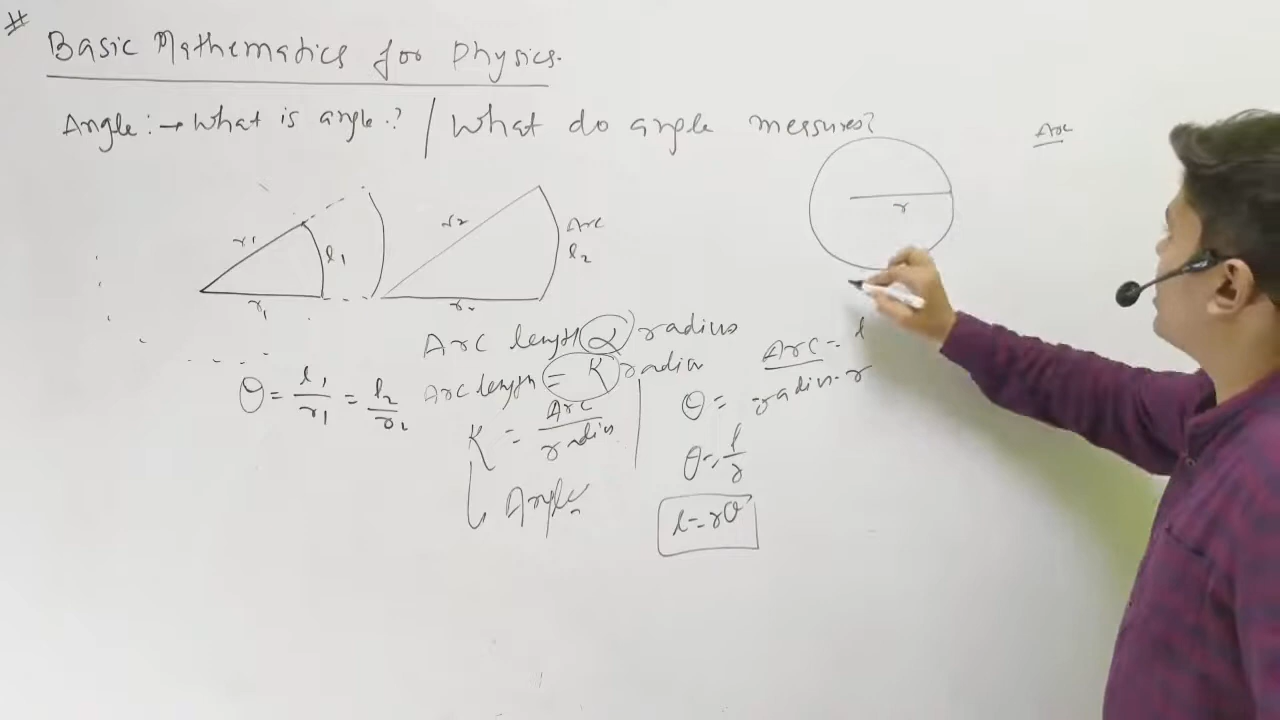 #
Basic Mathematics for Physics.
Angle:→ What is angle.? | What do angle measures?
Arc
r
r1
l1
r1
r2
Arc
l2
r2
Arc length α radius
Arc length = K radius
K = Arc / radius
Angle
θ = l1/r1 = l2/r2
θ = Arc = l / radius = r
θ = l/r
l = rθ